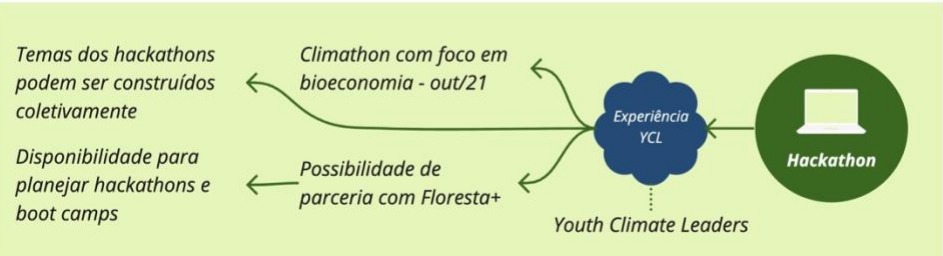 Temas dos hackathons
podem ser construídos
coletivamente
Climathon com foco em
bioeconomia - out/21
Disponibilidade para
planejar hackathons e
boot camps
Possibilidade de
parceria com Floresta+
Experiência
YCL
Youth Climate Leaders
Hackathon